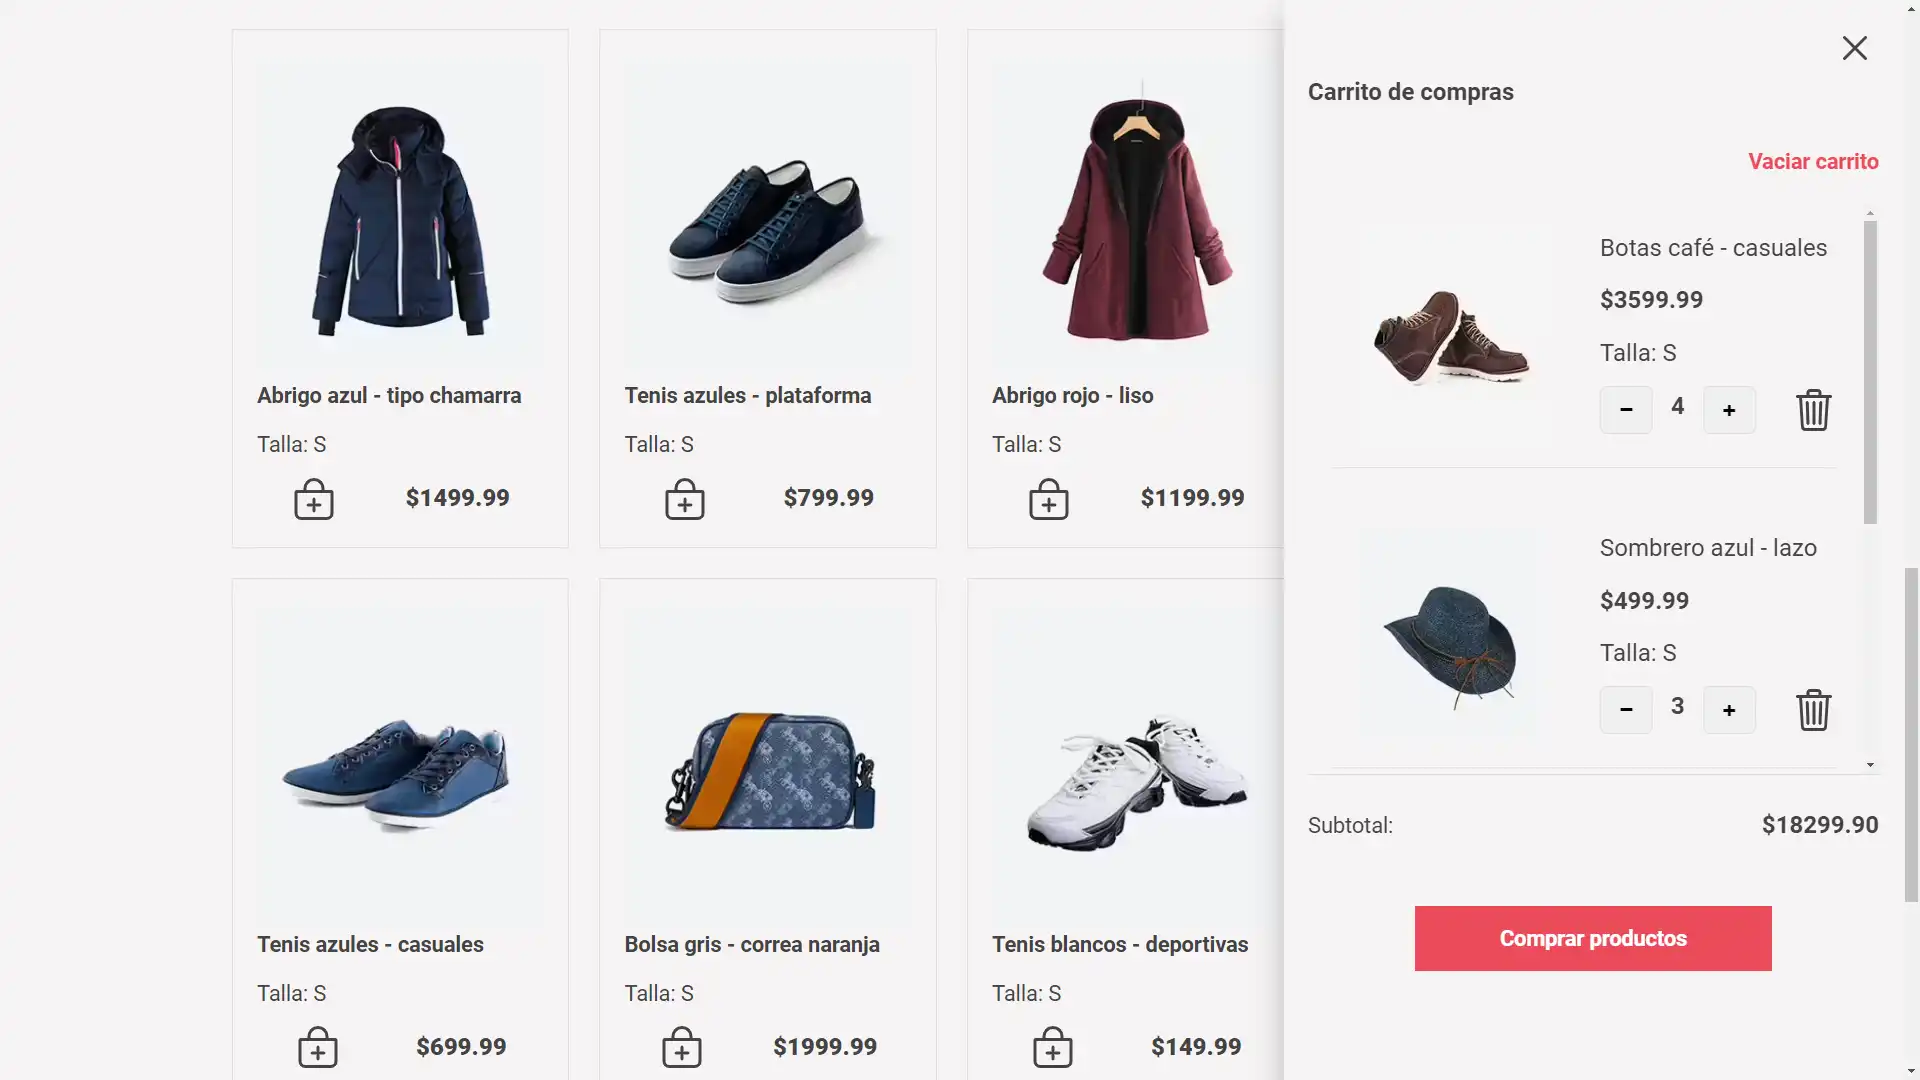 Abrigo azul - tipo chamarra
Talla: S
$1499.99
Tenis azules - plataforma
Talla: S
$799.99
Abrigo rojo - liso
Talla: S
$1199.99
Tenis azules - casuales
Talla: S
$699.99
Bolsa gris - correa naranja
Talla: S
$1999.99
Tenis blancos - deportivas
Talla: S
$149.99
Carrito de compras
Vaciar carrito
Botas café - casuales
$3599.99
Talla: S
- 4 +
Sombrero azul - lazo
$499.99
Talla: S
- 3 +
Subtotal: $18299.90
Comprar productos